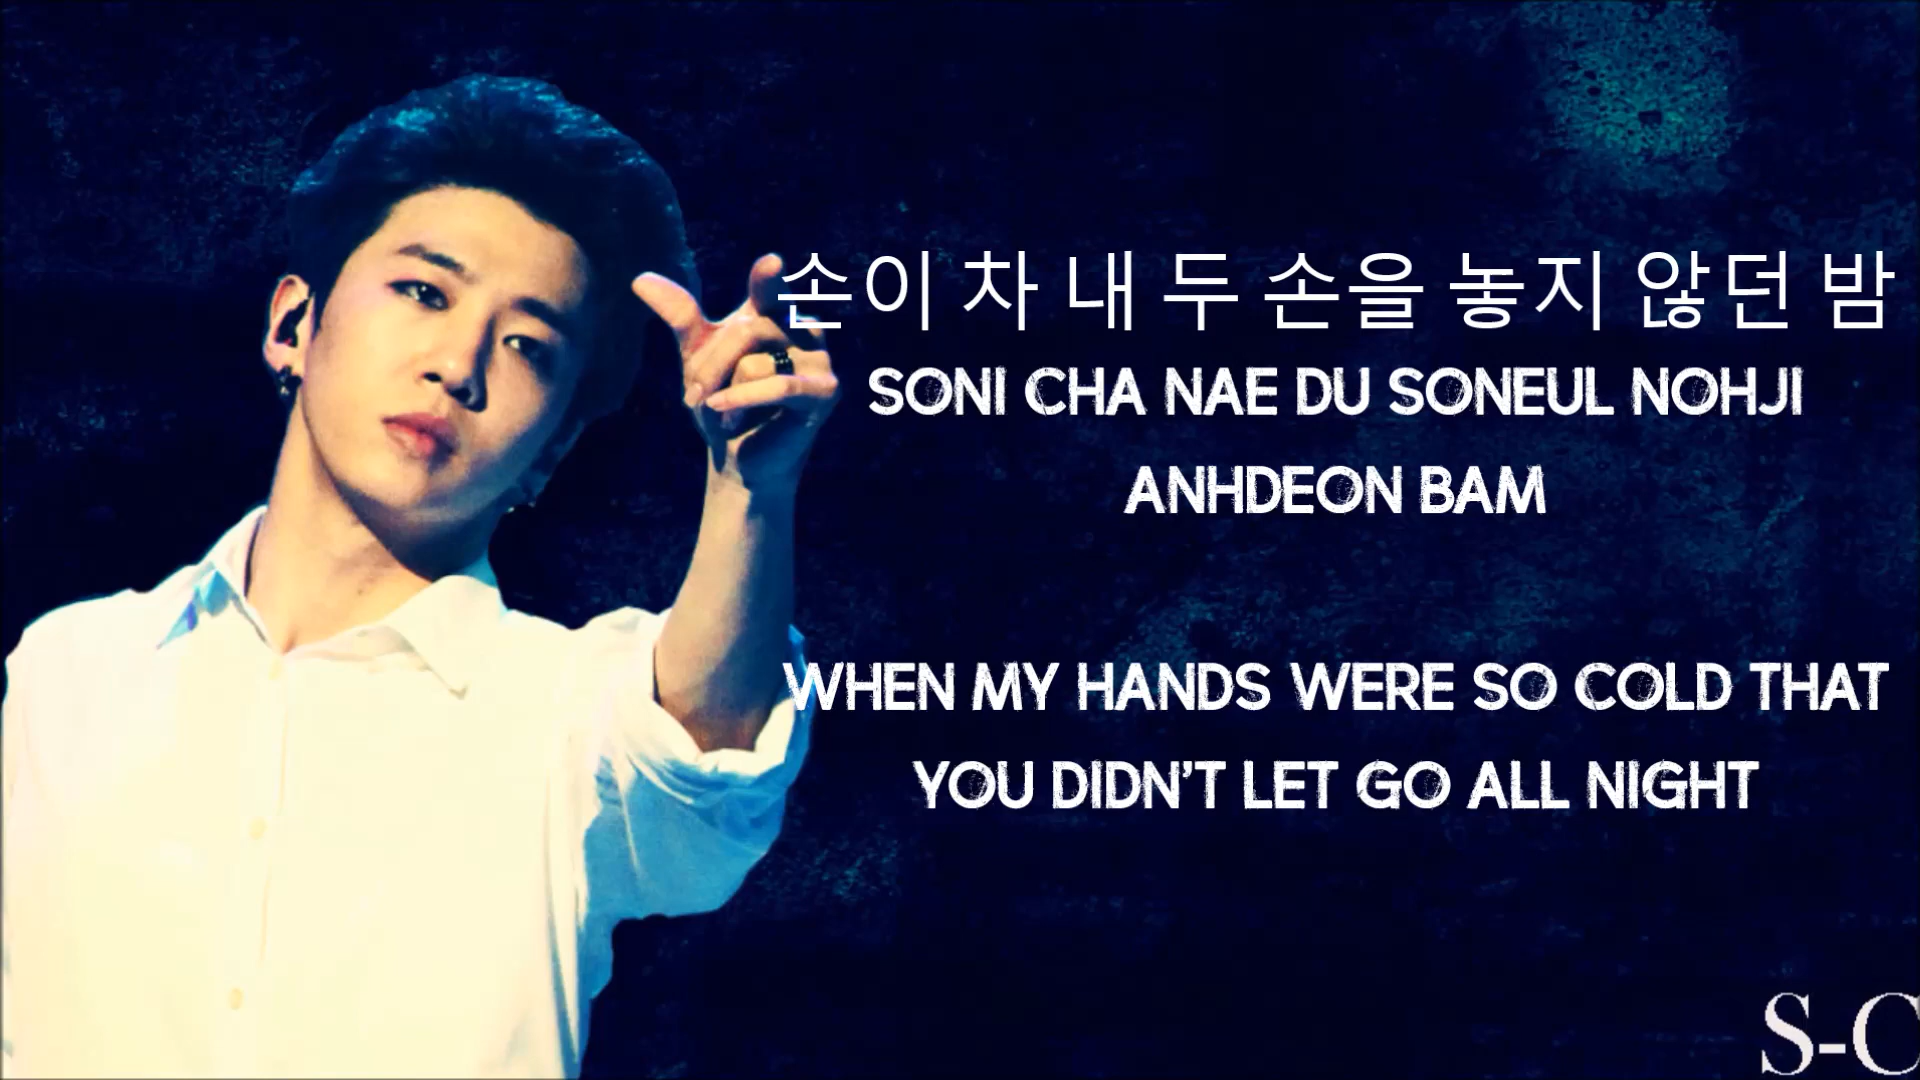 손이 차 내 두 손을 놓지 않던 밤
SONI CHA NAE DU SONEUL NOHJI
ANHDEON BAM
WHEN MY HANDS WERE SO COLD THAT
YOU DIDN'T LET GO ALL NIGHT
S-C